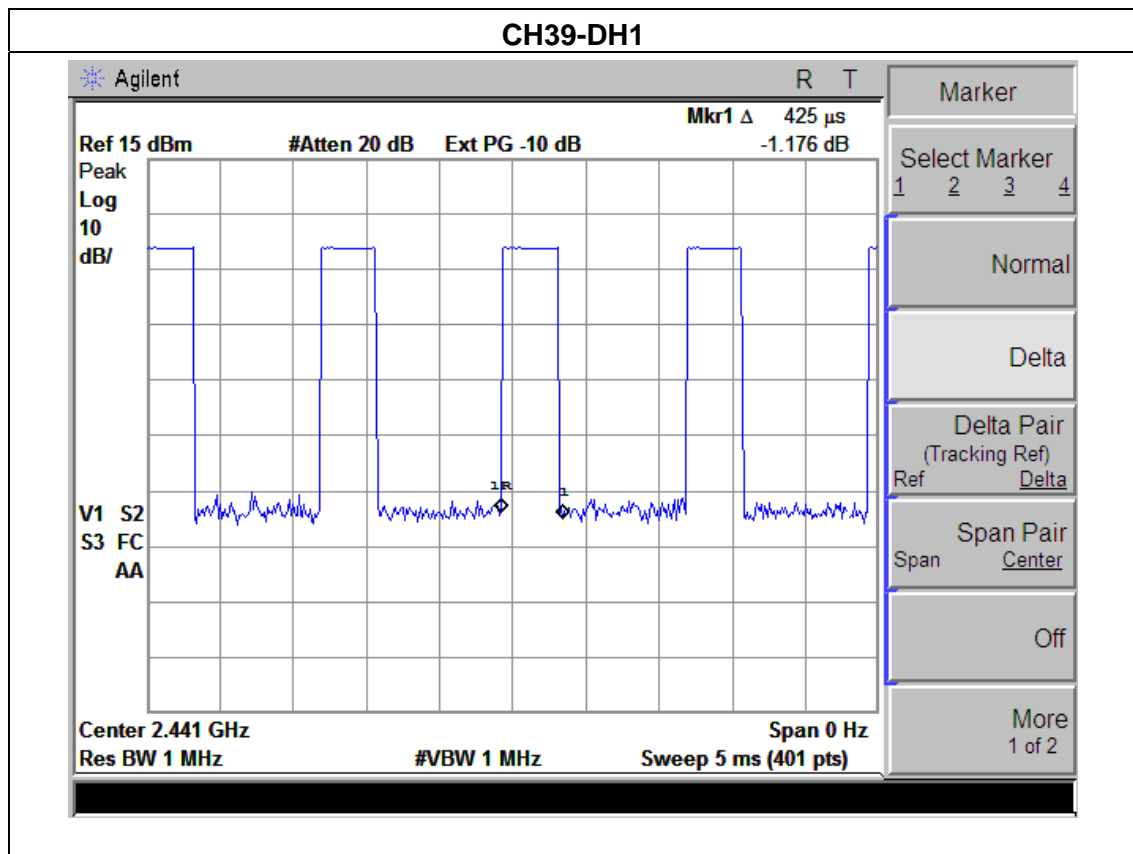 CH39-DH1
Agilent
R T
Mkr1 Δ 425 µs
Ref 15 dBm #Atten 20 dB Ext PG -10 dB -1.176 dB
Peak
Log
10
dB/
1R
1
V1 S2
S3 FC
AA
Center 2.441 GHz Span 0 Hz
Res BW 1 MHz #VBW 1 MHz Sweep 5 ms (401 pts)
Marker
Select Marker
1 2 3 4
Normal
Delta
Delta Pair
(Tracking Ref)
Ref Delta
Span Pair
Span Center
Off
More
1 of 2